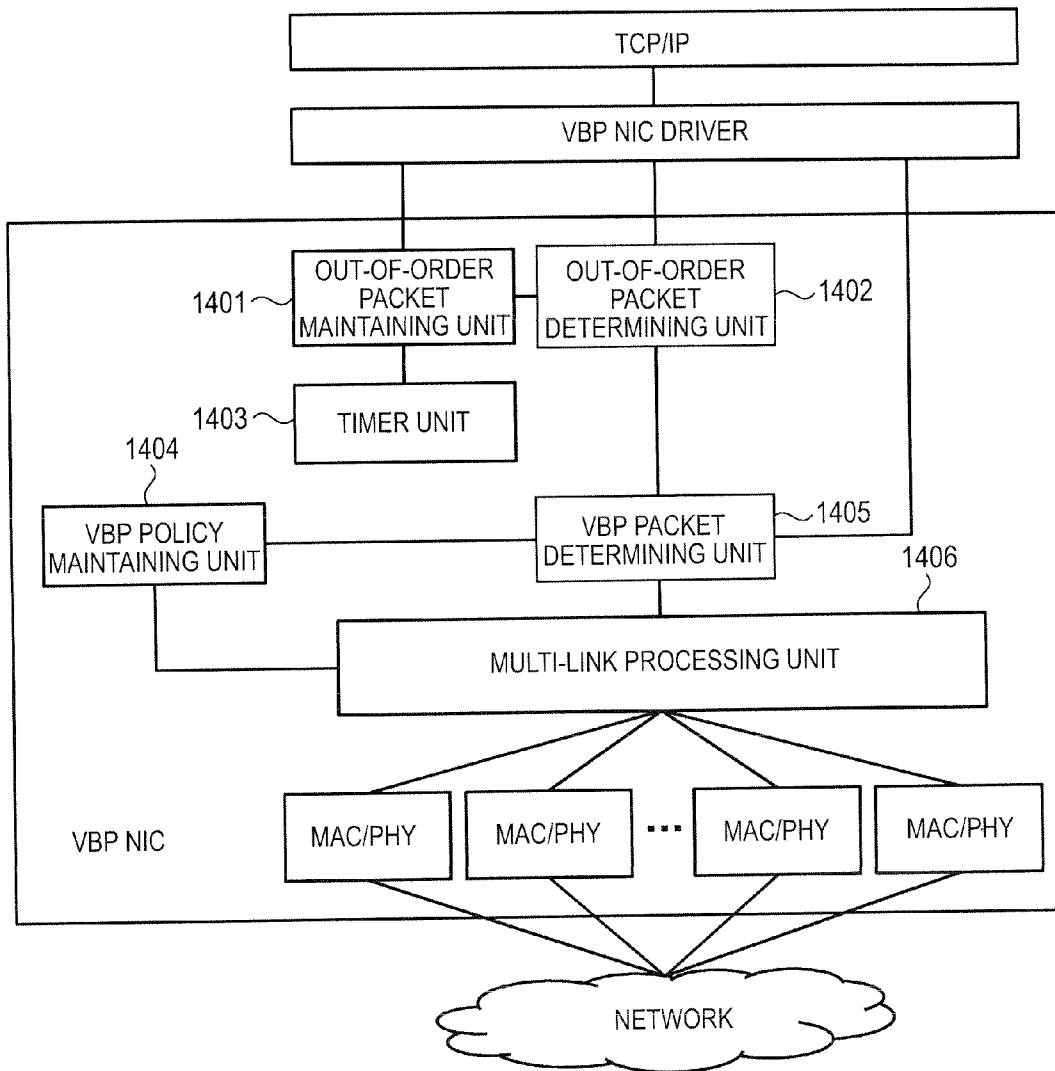 TCP/IP
VBP NIC DRIVER
OUT-OF-ORDER
PACKET
MAINTAINING UNIT
1401
OUT-OF-ORDER
PACKET
DETERMINING UNIT
1402
1403
TIMER UNIT
1404
VBP POLICY
MAINTAINING UNIT
VBP PACKET
DETERMINING UNIT
1405
1406
MULTI-LINK PROCESSING UNIT
VBP NIC
MAC/PHY
MAC/PHY
...
MAC/PHY
MAC/PHY
NETWORK